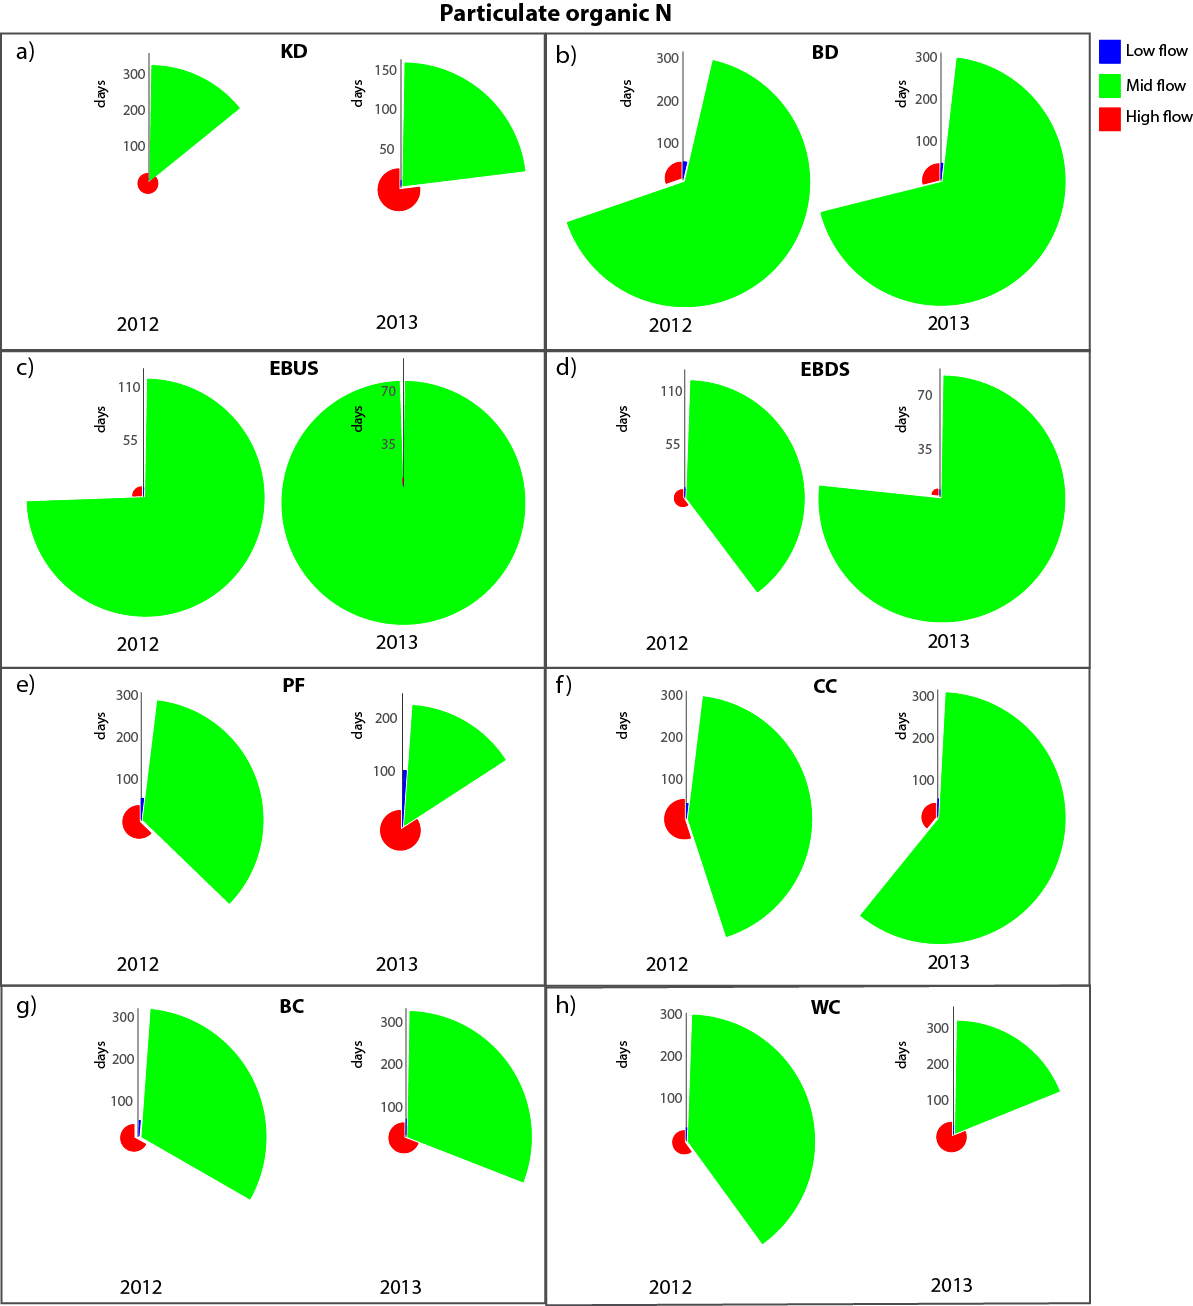 Particulate organic N
Low flow
Mid flow
High flow
a)
KD
days
300
200
100
2012
days
150
100
50
2013
b)
BD
days
300
200
100
2012
days
300
200
100
2013
c)
EBUS
days
110
55
2012
days
70
35
2013
d)
EBDS
days
110
55
2012
days
70
35
2013
e)
PF
days
300
200
100
2012
days
200
100
2013
f)
CC
days
300
200
100
2012
days
300
200
100
2013
g)
BC
days
300
200
100
2012
days
300
200
100
2013
h)
WC
days
300
200
100
2012
days
300
200
100
2013